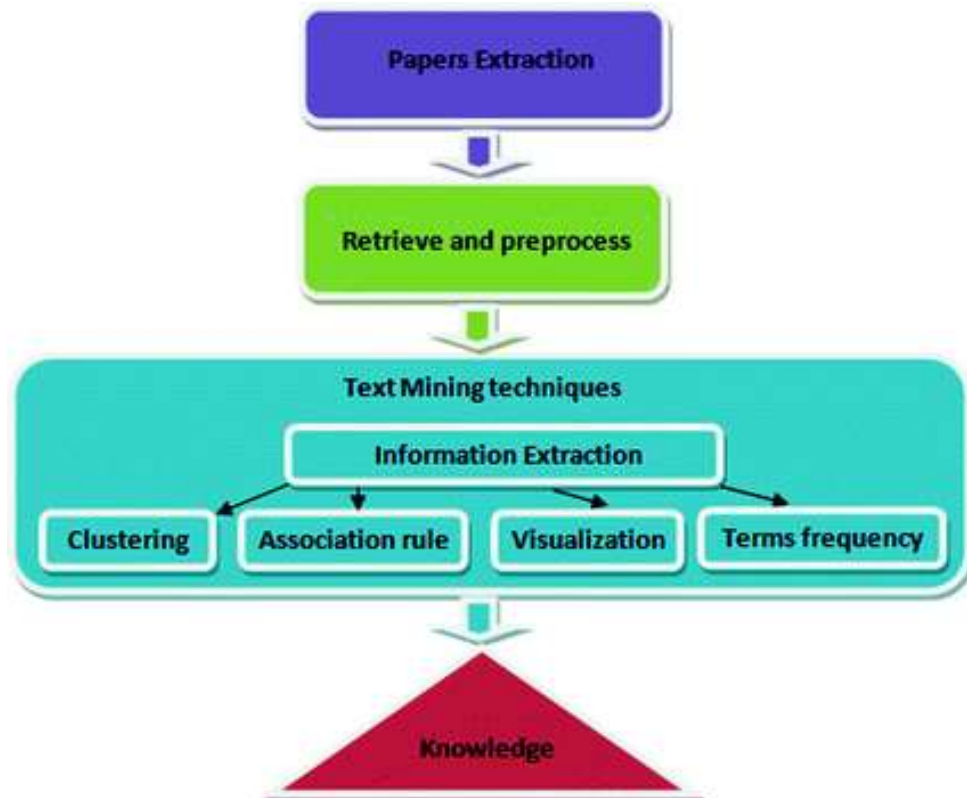 Papers Extraction
Retrieve and preprocess
Text Mining techniques
Information Extraction
Clustering
Association rule
Visualization
Terms frequency
Knowledge